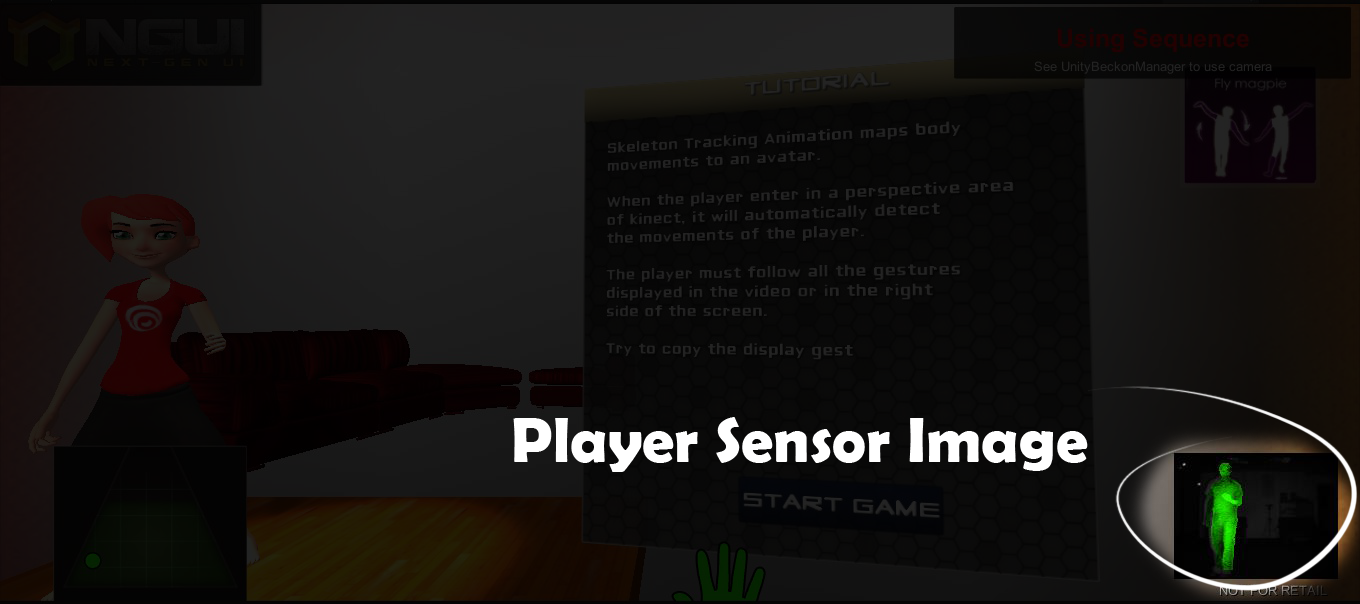 NGUI
NEXT-GEN UI
Using Sequence
See UnityBeckonManager to use camera
Fly magpie
TUTORIAL
Skeleton Tracking Animation maps body
movements to an avatar.
When the player enter in a perspective area
of kinect, it will automatically detect
the movements of the player.
The player must follow all the gestures
displayed in the video or in the right
side of the screen.
Try to copy the display gest
Player Sensor Image
START GAME
NOT FOR RETAIL